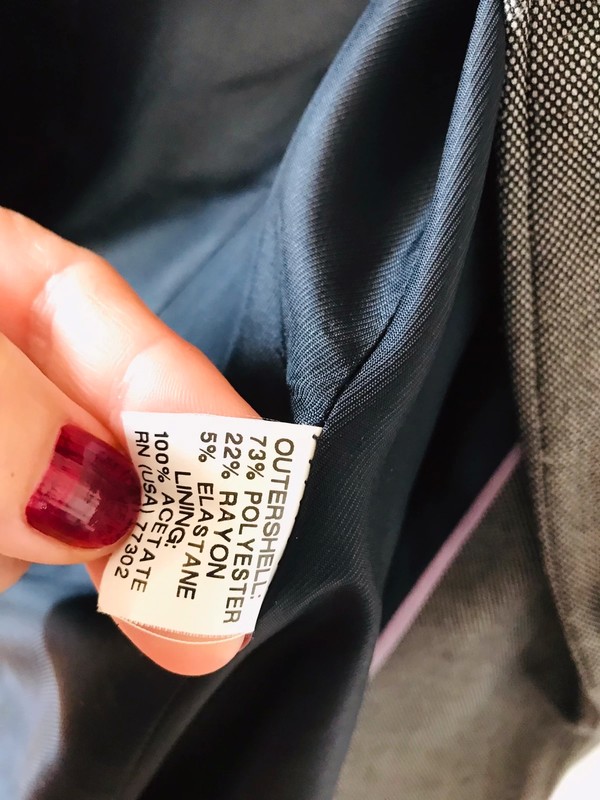 OUTERSHELL:
73% POLYESTER
22% RAYON
5% ELASTANE
LINING:
100% ACETATE
RN (USA) 77302